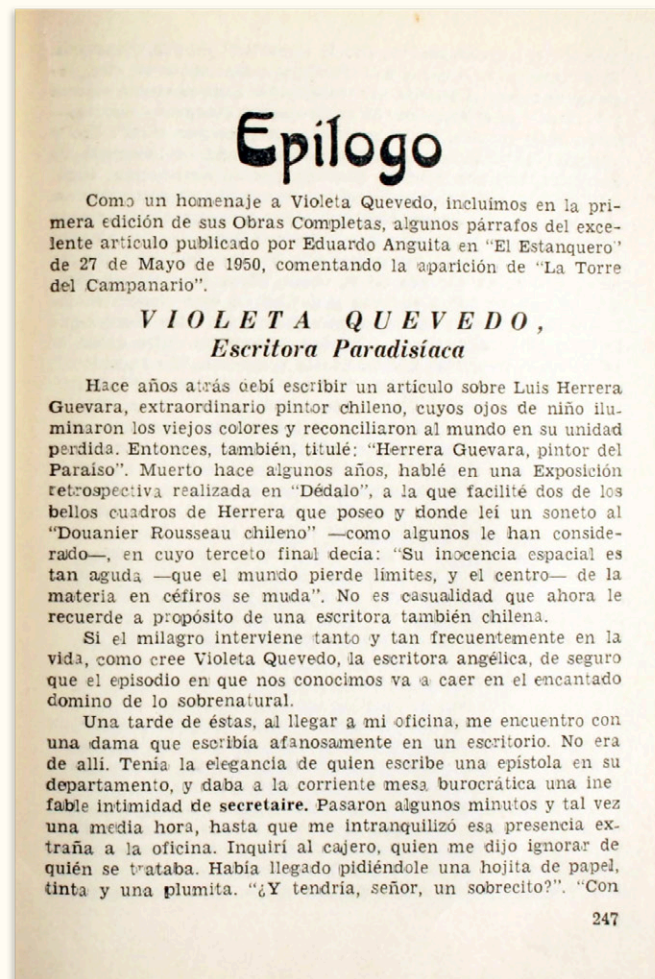 Epílogo
Como un homenaje a Violeta Quevedo, incluímos en la pri-
mera edición de sus Obras Completas, algunos párrafos del exce-
lente artículo publicado por Eduardo Anguita en "El Estanquero"
de 27 de Mayo de 1950, comentando la aparición de "La Torre
del Campanario".
VIOLETA QUEVEDO,
Escritora Paradisíaca
Hace años atrás debí escribir un artículo sobre Luis Herrera
Guevara, extraordinario pintor chileno, cuyos ojos de niño ilu-
minaron los viejos colores y reconciliaron al mundo en su unidad
perdida. Entonces, también, titulé: "Herrera Guevara, pintor del
Paraíso". Muerto hace algunos años, hablé en una Exposición
retrospectiva realizada en "Dédalo", a la que facilité dos de los
bellos cuadros de Herrera que poseo y donde leí un soneto al
"Douanier Rousseau chileno" —como algunos le han conside-
rado—, en cuyo terceto final decía: "Su inocencia espacial es
tan aguda —que el mundo pierde límites, y el centro— de la
materia en céfiros se muda". No es casualidad que ahora le
recuerde a propósito de una escritora también chilena.
Si el milagro interviene tanto y tan frecuentemente en la
vida, como cree Violeta Quevedo, la escritora angélica, de seguro
que el episodio en que nos conocimos va a caer en el encantado
domino de lo sobrenatural.
Una tarde de éstas, al llegar a mi oficina, me encuentro con
una dama que escribía afanosamente en un escritorio. No era
de allí. Tenía la elegancia de quien escribe una epístola en su
departamento, y daba a la corriente mesa burocrática una ine
fable intimidad de secretaire. Pasaron algunos minutos y tal vez
una media hora, hasta que me intranquilizó esa presencia ex-
traña a la oficina. Inquirí al cajero, quien me dijo ignorar de
quién se trataba. Había llegado pidiéndole una hojita de papel,
tinta y una plumita. "¿Y tendría, señor, un sobrecito?". "Con
247